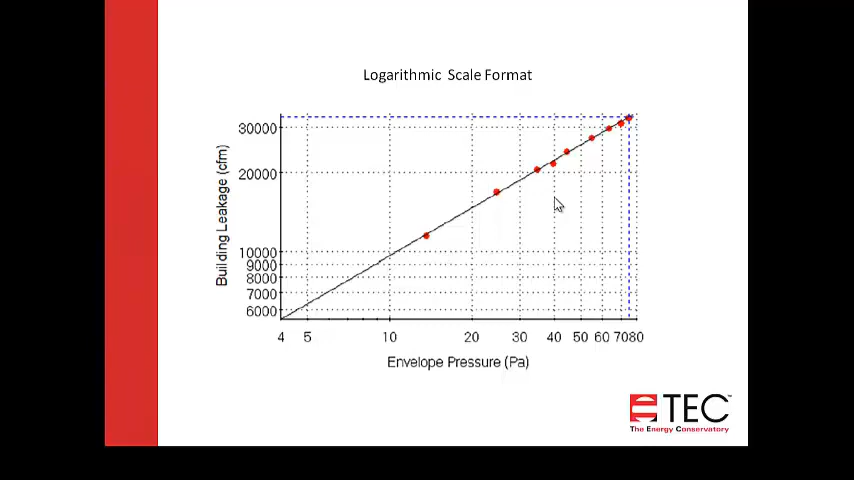 Logarithmic Scale Format
Building Leakage (cfm)
30000
20000
10000
9000
8000
7000
6000
4 5 10 20 30 40 50 60 70 80
Envelope Pressure (Pa)
TEC™
The Energy Conservatory